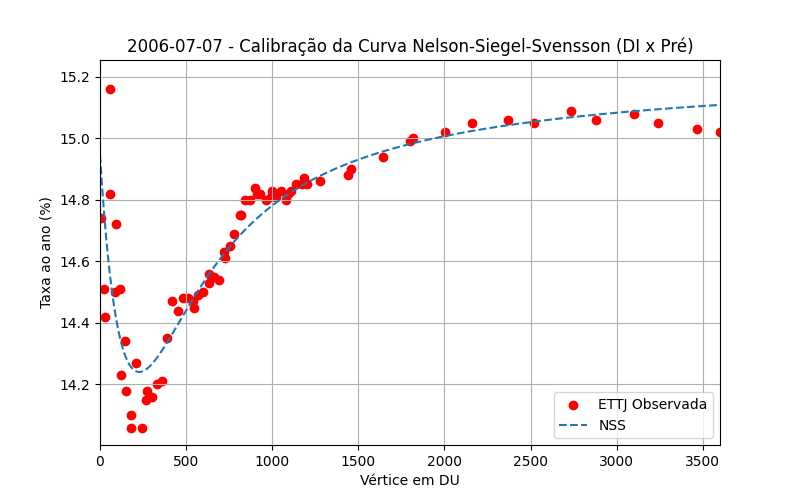 2006-07-07 - Calibração da Curva Nelson-Siegel-Svensson (DI x Pré)
Taxa ao ano (%)
15.2
15.0
14.8
14.6
14.4
14.2
ETTJ Observada
NSS
0 500 1000 1500 2000 2500 3000 3500
Vértice em DU